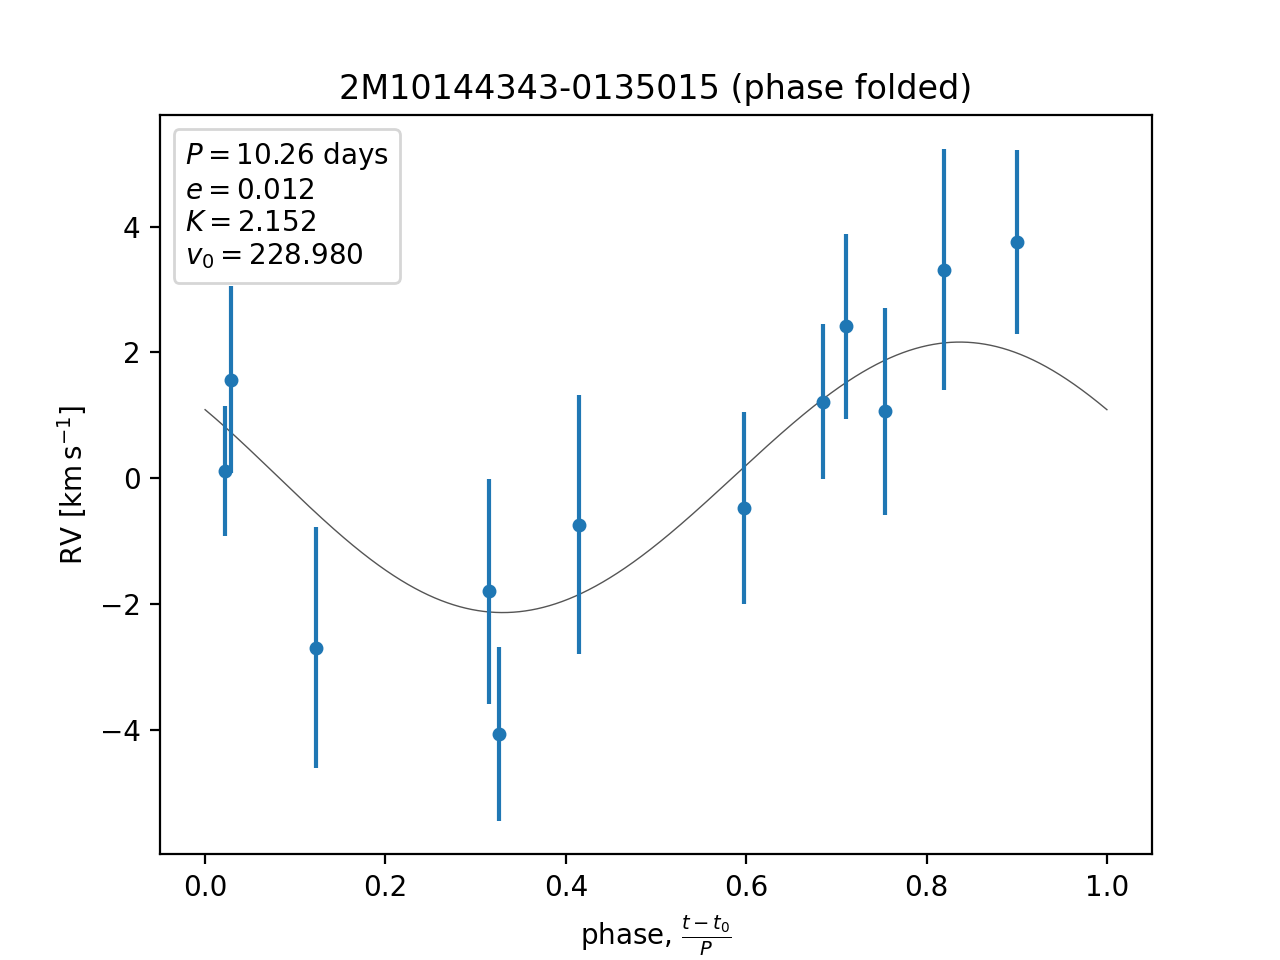 2M10144343-0135015 (phase folded)
P = 10.26 days
e = 0.012
K = 2.152
v₀ = 228.980
4
2
0
−2
−4
RV [km s⁻¹]
0.0 0.2 0.4 0.6 0.8 1.0
phase, (t − t₀)/P